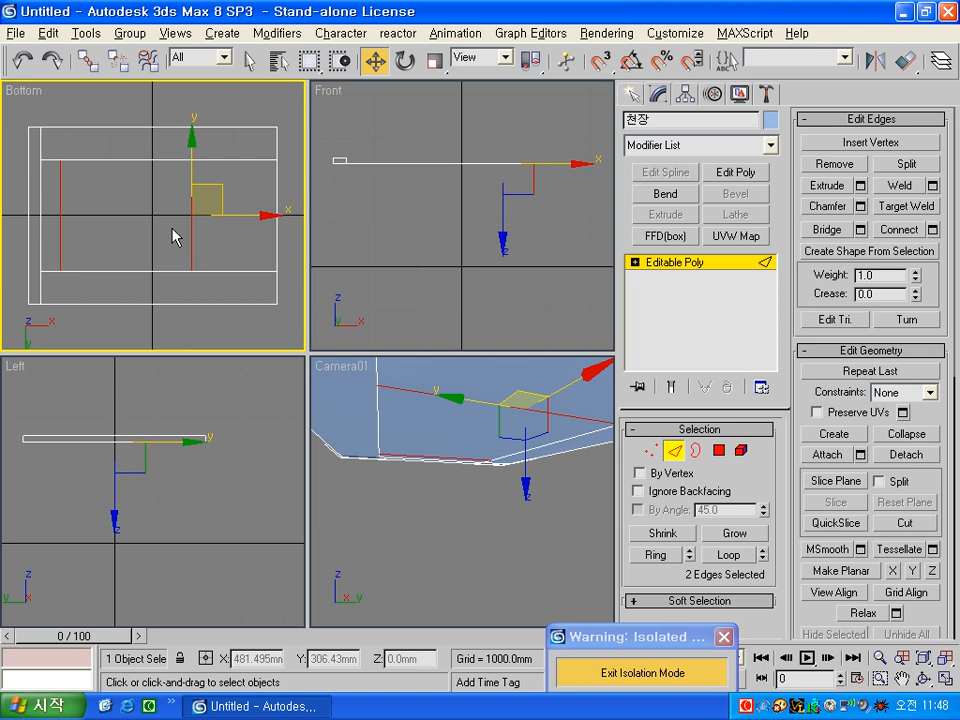 Untitled - Autodesk 3ds Max 8 SP3 - Stand-alone License
File Edit Tools Group Views Create Modifiers Character reactor Animation Graph Editors Rendering Customize MAXScript Help
All View
Bottom Front
Left Camera01
y x
x z
z x y
z x y
y z
y z
z y x
z x y
천장
Modifier List
Edit Spline Edit Poly
Bend Bevel
Extrude Lathe
FFD(box) UVW Map
Editable Poly
- Selection
By Vertex
Ignore Backfacing
By Angle: 45.0
Shrink Grow
Ring Loop
2 Edges Selected
+ Soft Selection
- Edit Edges
Insert Vertex
Remove Split
Extrude Weld
Chamfer Target Weld
Bridge Connect
Create Shape From Selection
Weight: 1.0
Crease: 0.0
Edit Tri. Turn
- Edit Geometry
Repeat Last
Constraints: None
Preserve UVs
Create Collapse
Attach Detach
Slice Plane Split
Slice Reset Plane
QuickSlice Cut
MSmooth Tessellate
Make Planar X Y Z
View Align Grid Align
Relax
Hide Selected Unhide All
< 0 / 100 >
Warning: Isolated ...
Exit Isolation Mode
1 Object Sele X: 481.495mm Y: 306.43mm Z: 0.0mm Grid = 1000.0mm
Click or click-and-drag to select objects Add Time Tag
0
시작 Untitled - Autodes... 오전 11:48